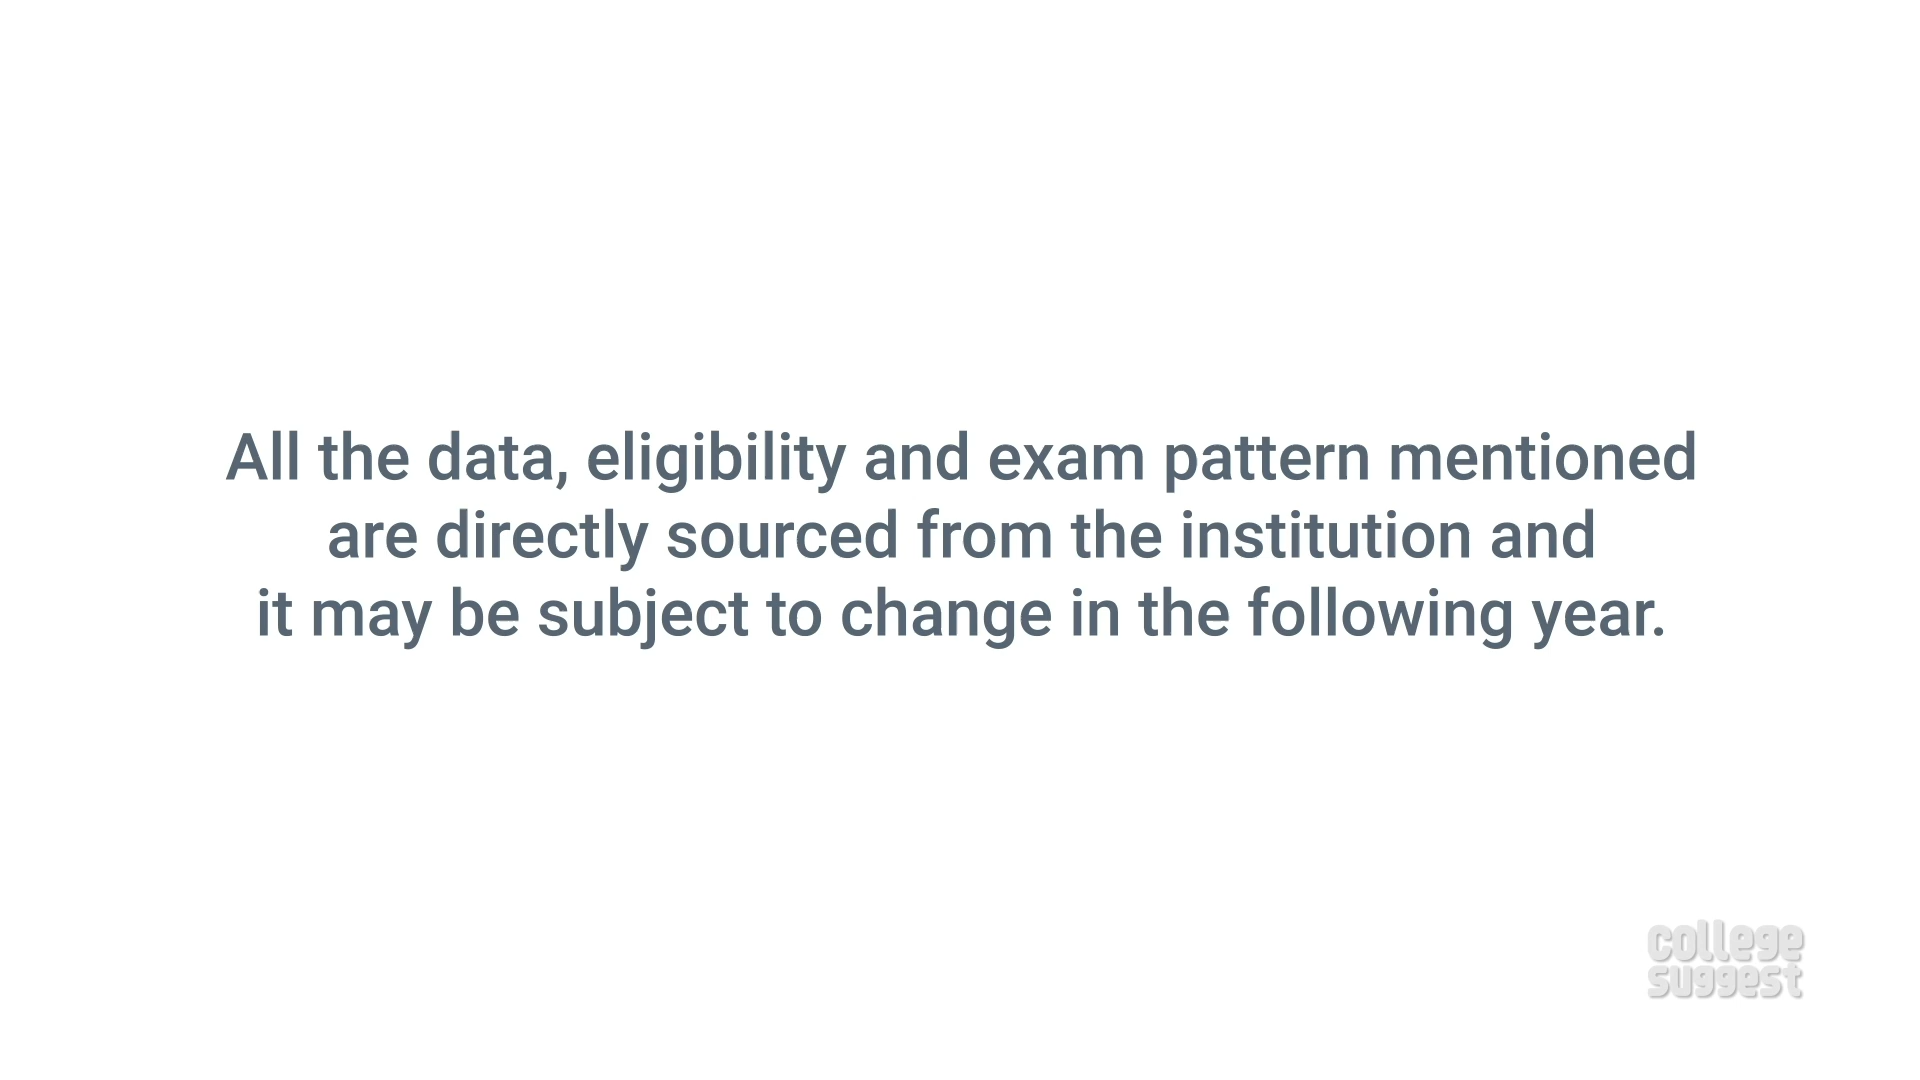 All the data, eligibility and exam pattern mentioned
are directly sourced from the institution and
it may be subject to change in the following year.
college
suggest